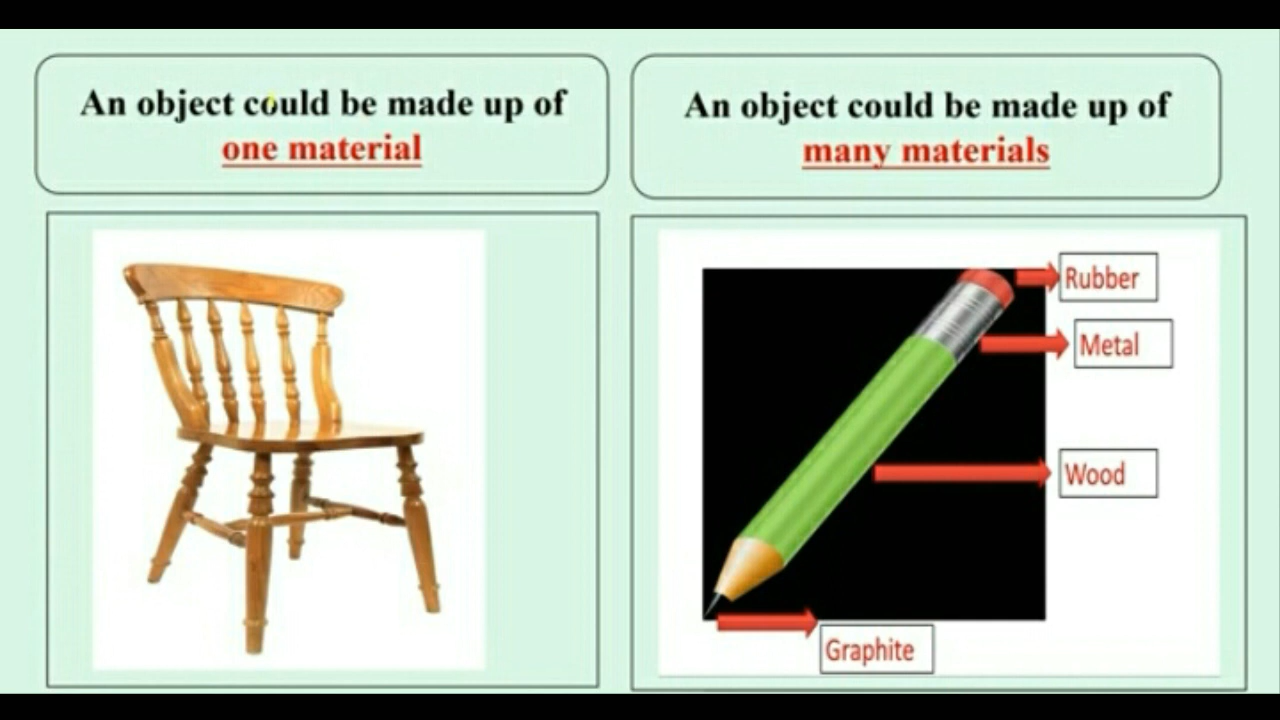 An object could be made up of
one material
An object could be made up of
many materials
Rubber
Metal
Wood
Graphite